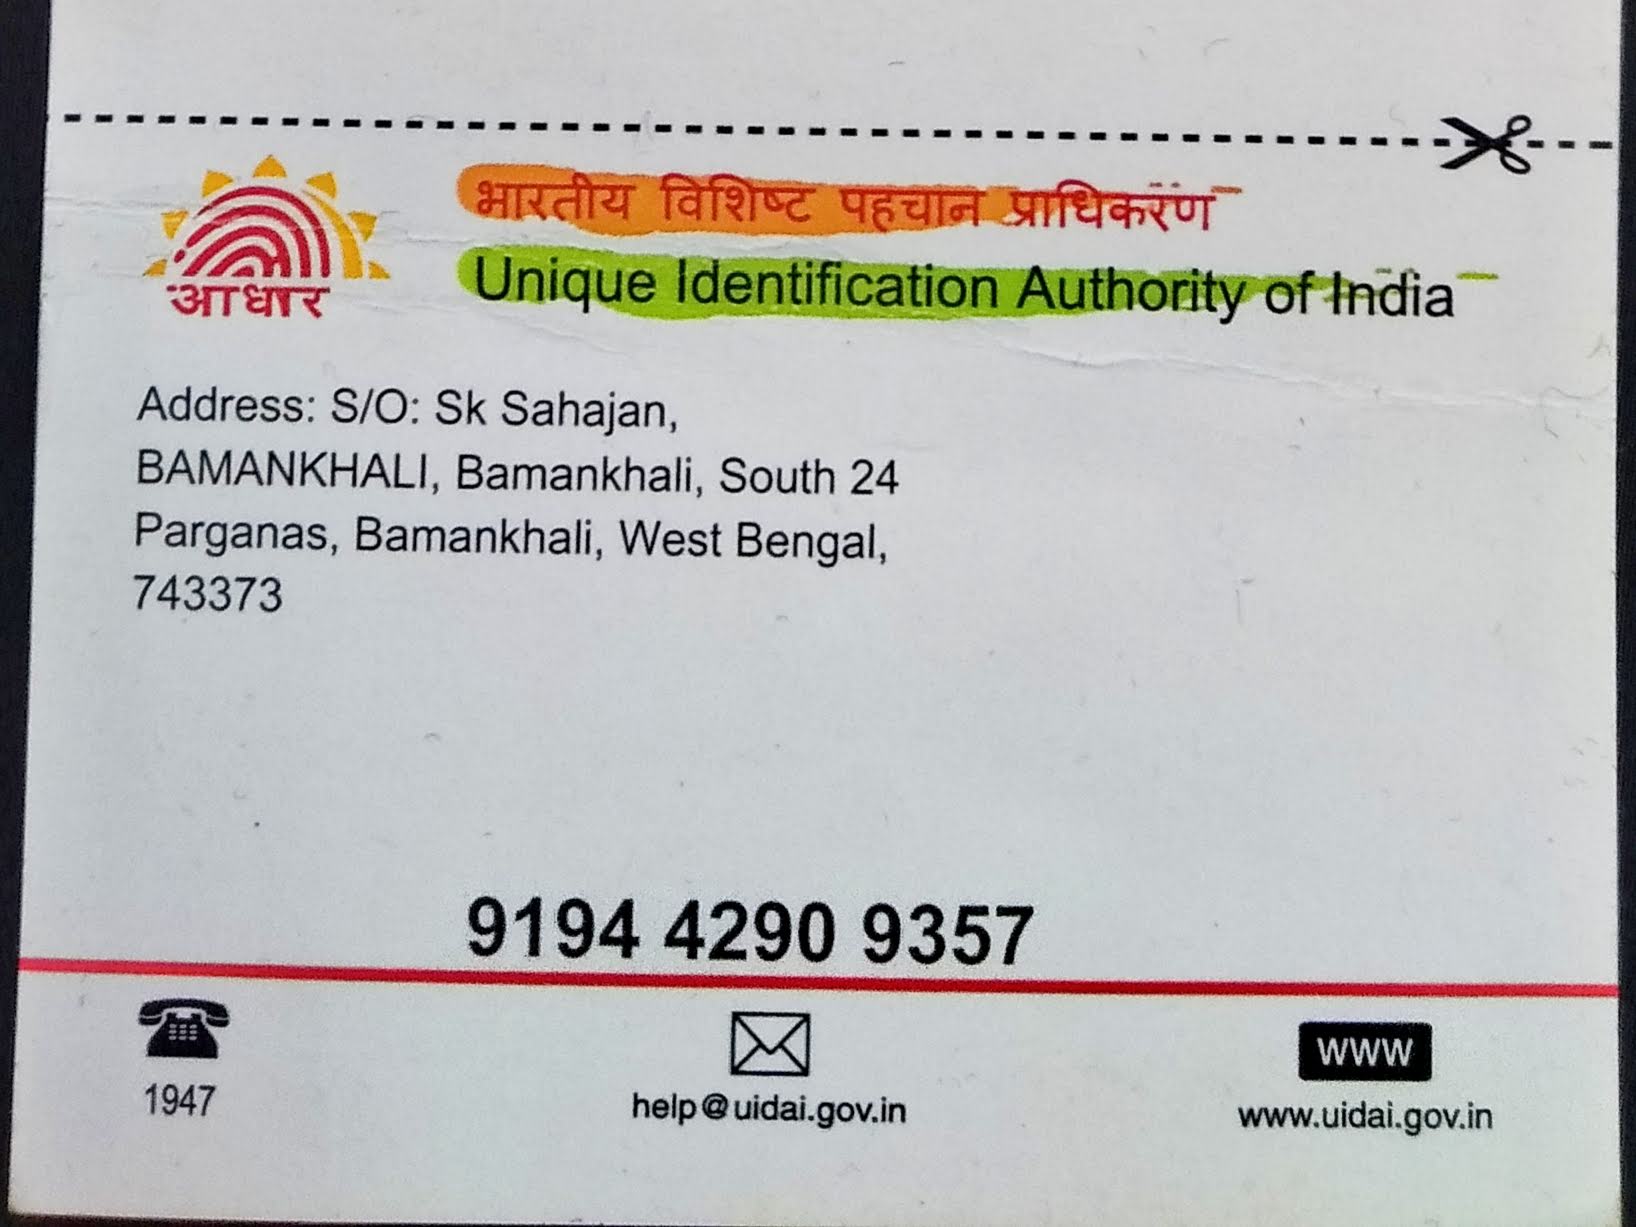 आधार
भारतीय विशिष्ट पहचान प्राधिकरण
Unique Identification Authority of India
Address: S/O: Sk Sahajan,
BAMANKHALI, Bamankhali, South 24
Parganas, Bamankhali, West Bengal,
743373
9194 4290 9357
1947
help@uidai.gov.in
WWW
www.uidai.gov.in